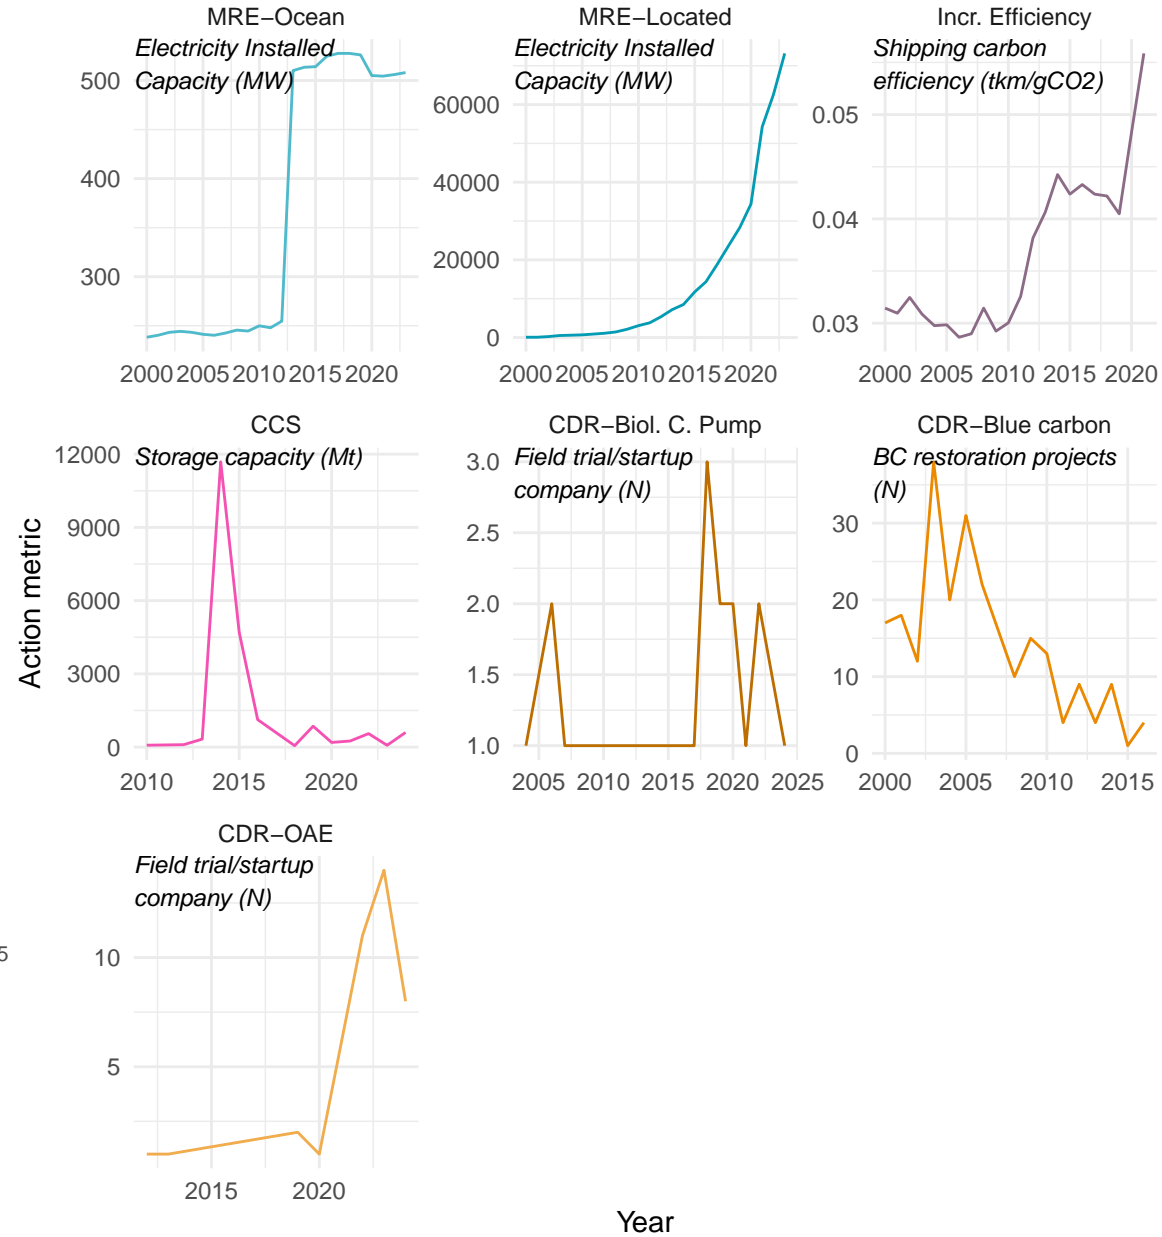 MRE−Ocean
Electricity Installed
Capacity (MW)
500
400
300
2000 2005 2010 2015 2020
MRE−Located
Electricity Installed
Capacity (MW)
60000
40000
20000
0
2000 2005 2010 2015 2020
Incr. Efficiency
Shipping carbon
efficiency (tkm/gCO2)
0.05
0.04
0.03
2000 2005 2010 2015 2020
CCS
Storage capacity (Mt)
12000
9000
6000
3000
0
2010 2015 2020
CDR−Biol. C. Pump
Field trial/startup
company (N)
3.0
2.5
2.0
1.5
1.0
2005 2010 2015 2020 2025
CDR−Blue carbon
BC restoration projects
(N)
30
20
10
0
2000 2005 2010 2015
CDR−OAE
Field trial/startup
company (N)
10
5
2015 2020
Action metric
Year
5